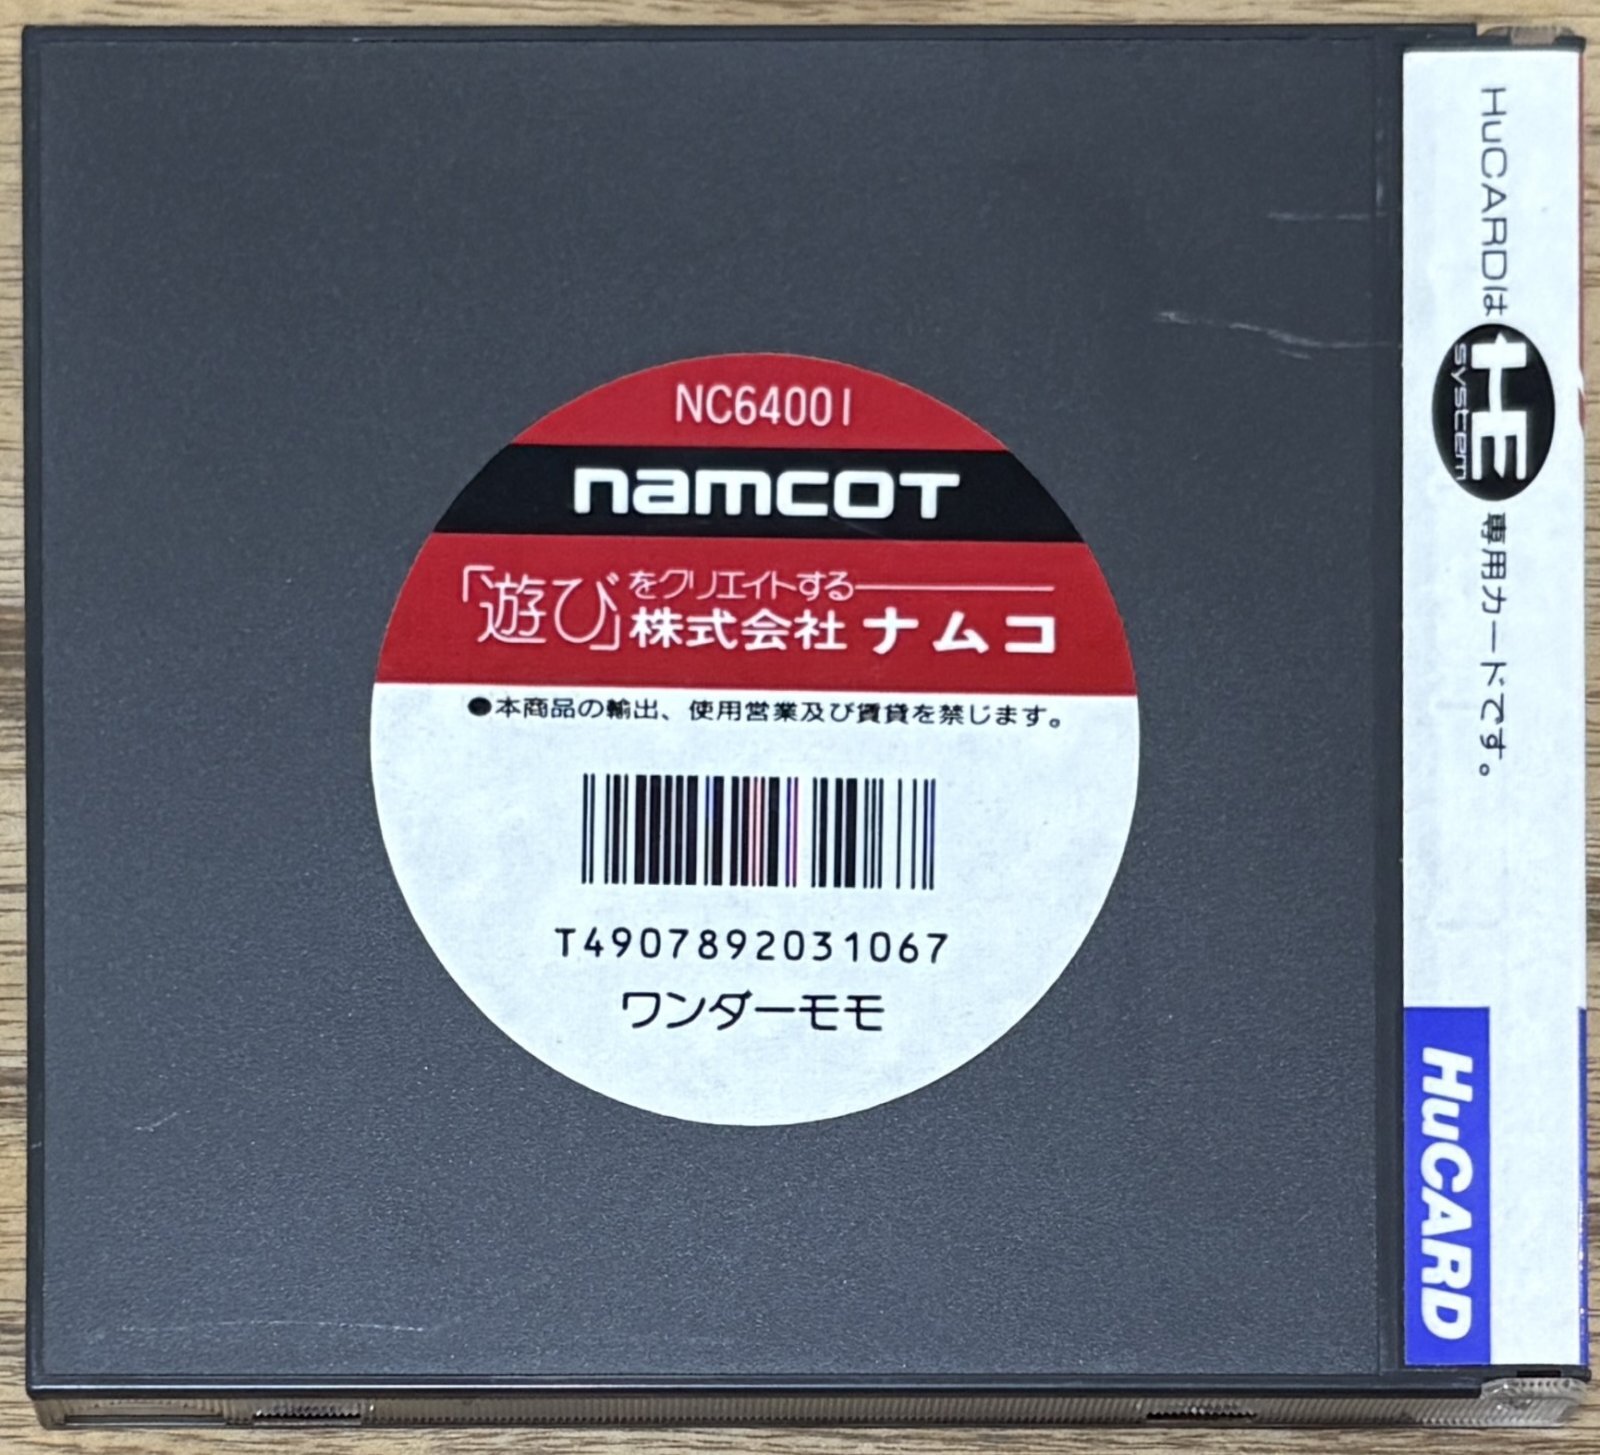 NC64001
namcoT
「遊び」をクリエイトする
株式会社ナムコ
●本商品の輸出、使用営業及び賃貸を禁じます。
T4907892031067
ワンダーモモ
HuCARDは HE system 専用カードです。
HuCARD